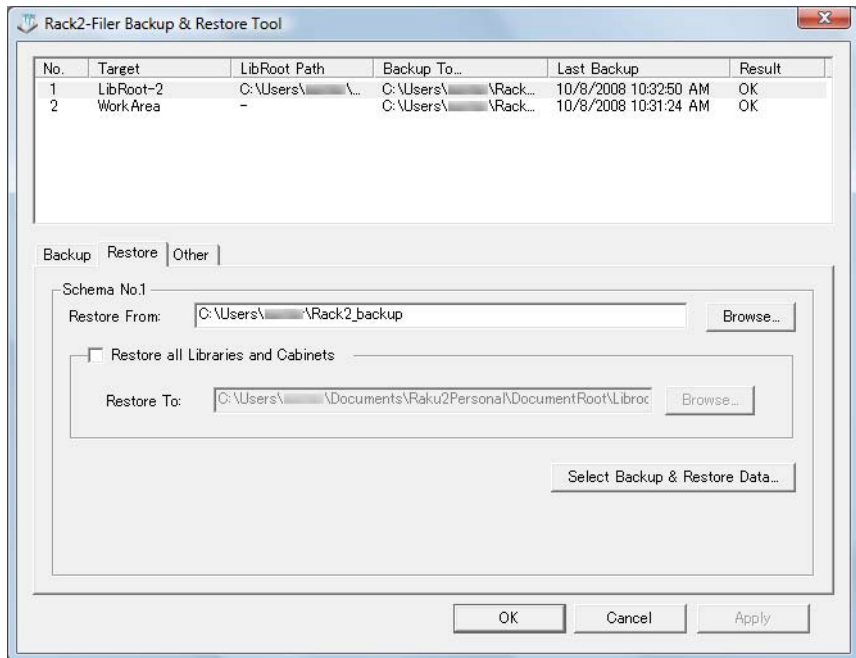 Rack2-Filer Backup & Restore Tool
No. Target LibRoot Path Backup To... Last Backup Result
1 LibRoot-2 C:\Users\ \... C:\Users\ \Rack... 10/8/2008 10:32:50 AM OK
2 WorkArea - C:\Users\ \Rack... 10/8/2008 10:31:24 AM OK
Backup Restore Other
Schema No.1
Restore From: C:\Users\ \Rack2_backup Browse...
Restore all Libraries and Cabinets
Restore To: C:\Users\ \Documents\Raku2Personal\DocumentRoot\Libroc Browse...
Select Backup & Restore Data...
OK Cancel Apply